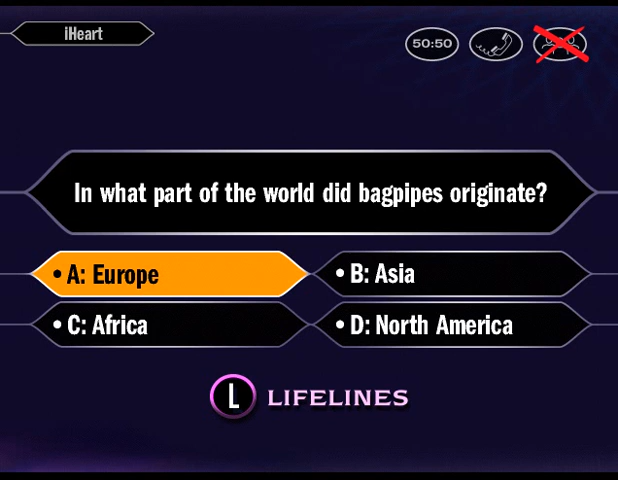 iHeart
50:50
In what part of the world did bagpipes originate?
• A: Europe
• B: Asia
• C: Africa
• D: North America
L LIFELINES